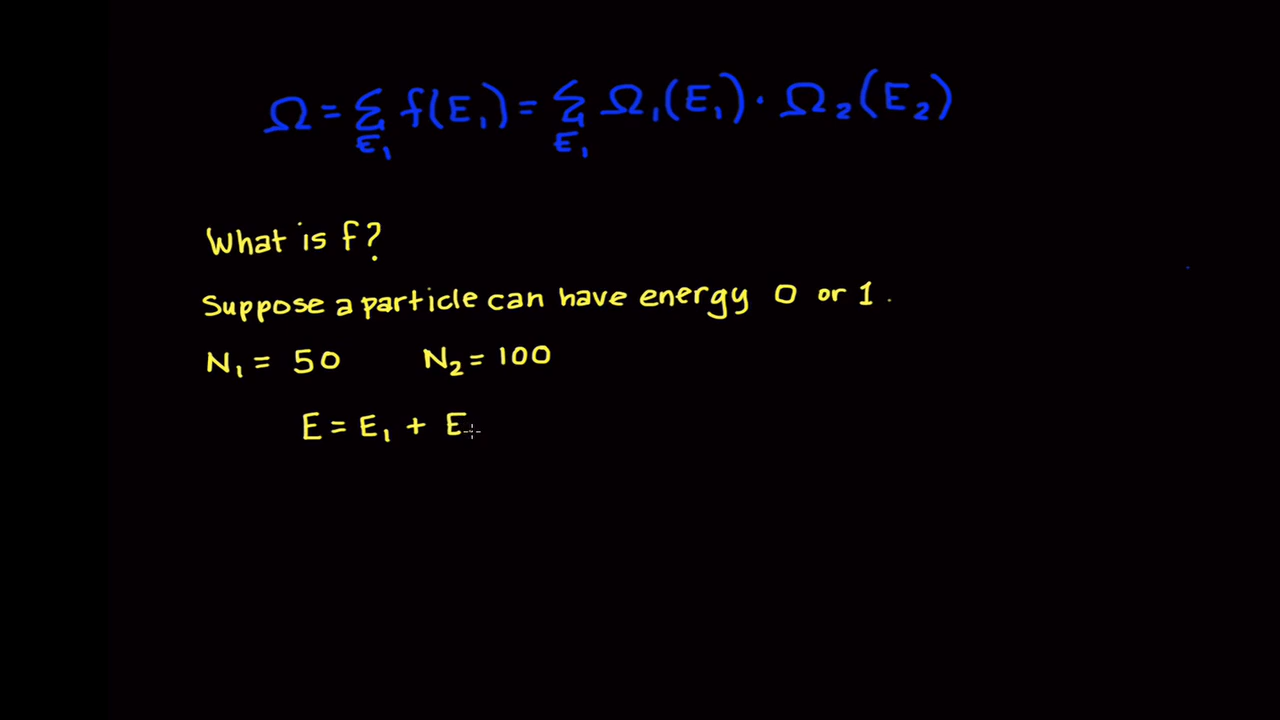 Ω = Σ_{E₁} f(E₁) = Σ_{E₁} Ω₁(E₁) · Ω₂(E₂)
What is f?
Suppose a particle can have energy 0 or 1.
N₁ = 50 N₂ = 100
E = E₁ + E